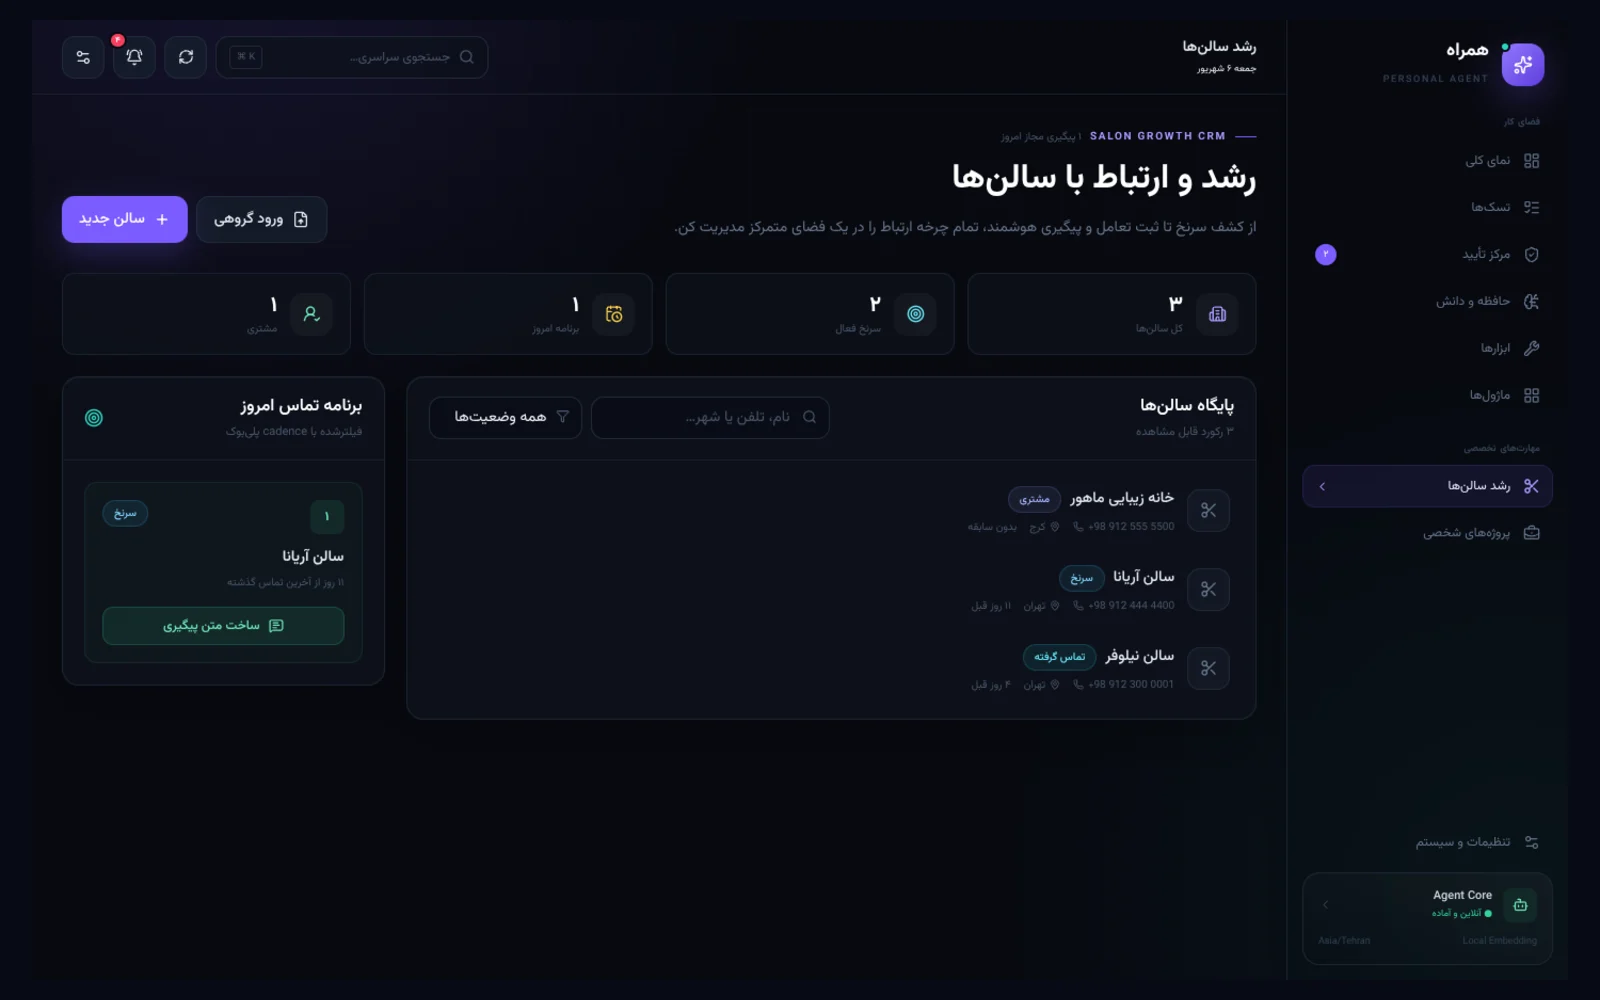 همراه
PERSONAL AGENT
فضای کار
نمای کلی
تسک‌ها
مرکز تأیید
۲
حافظه و دانش
ابزارها
ماژول‌ها
مهارت‌های تخصصی
رشد سالن‌ها
پروژه‌های شخصی
تنظیمات و سیستم
Agent Core
آنلاین و آماده
Local Embedding
Asia/Tehran
رشد سالن‌ها
جمعه ۶ شهریور
جستجوی سراسری...
⌘ K
۴
SALON GROWTH CRM
۱ پیگیری مجاز امروز
رشد و ارتباط با سالن‌ها
از کشف سرنخ تا ثبت تعامل و پیگیری هوشمند، تمام چرخه ارتباط را در یک فضای متمرکز مدیریت کن.
ورود گروهی
سالن جدید
۳
کل سالن‌ها
۲
سرنخ فعال
۱
برنامه امروز
۱
مشتری
پایگاه سالن‌ها
۳ رکورد قابل مشاهده
نام، تلفن یا شهر...
همه وضعیت‌ها
خانه زیبایی ماهور مشتری
+98 912 555 5500 کرج بدون سابقه
سالن آریانا سرنخ
+98 912 444 4400 تهران ۱۱ روز قبل
سالن نیلوفر تماس گرفته
+98 912 300 0001 تهران ۴ روز قبل
برنامه تماس امروز
فیلترشده با cadence پلی‌بوک
۱
سرنخ
سالن آریانا
۱۱ روز از آخرین تماس گذشته
ساخت متن پیگیری